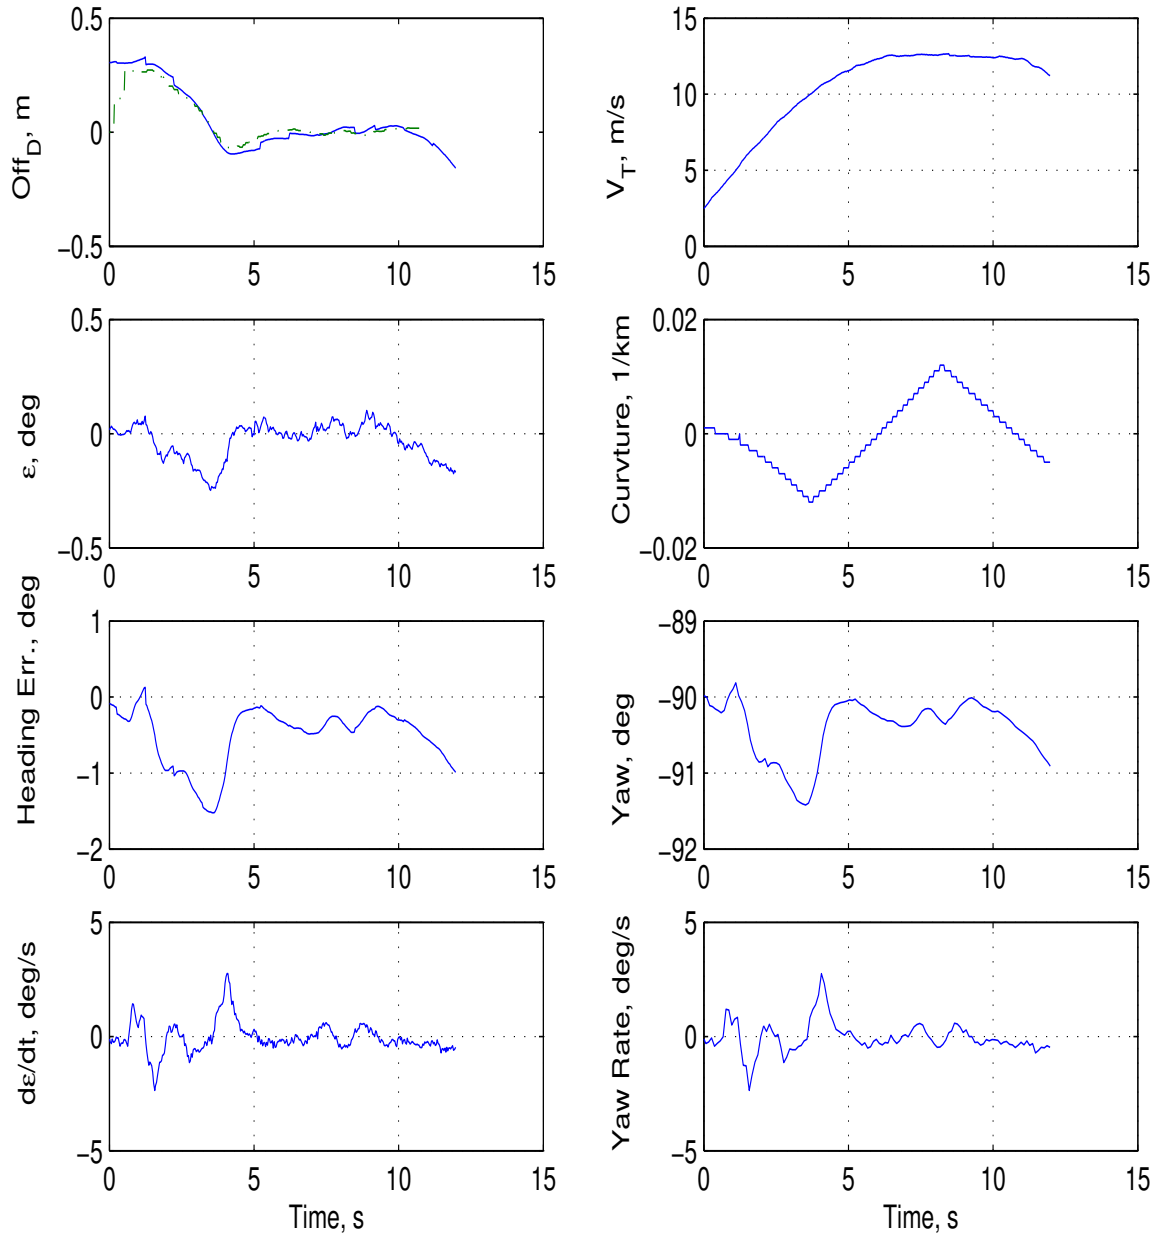 0.5
0
−0.5
Off_D, m
0 5 10 15
15
10
5
0
V_T, m/s
0 5 10 15
0.5
0
−0.5
ε, deg
0 5 10 15
0.02
0
−0.02
Curvture, 1/km
0 5 10 15
1
0
−1
−2
Heading Err., deg
0 5 10 15
−89
−90
−91
−92
Yaw, deg
0 5 10 15
5
0
−5
dε/dt, deg/s
0 5 10 15
Time, s
5
0
−5
Yaw Rate, deg/s
0 5 10 15
Time, s